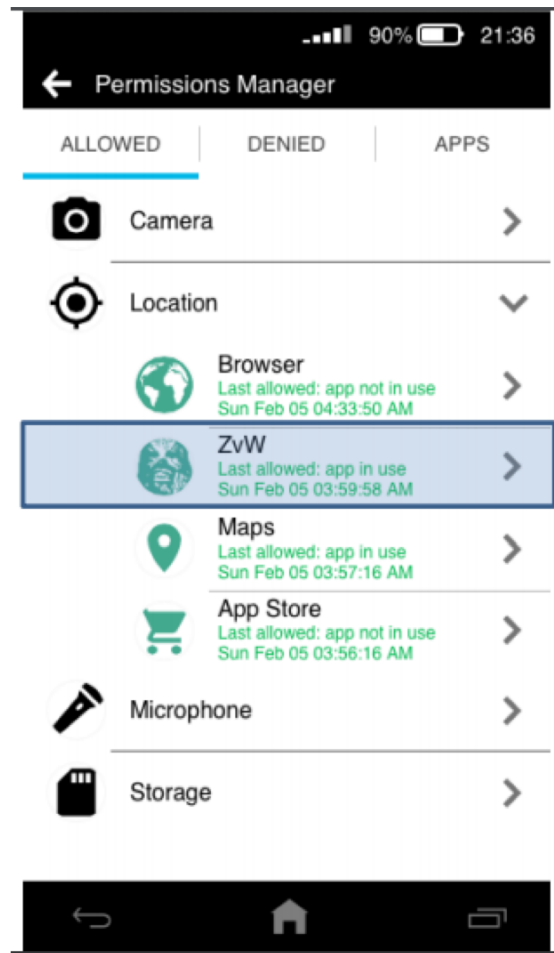 90% 21:36
Permissions Manager
ALLOWED DENIED APPS
Camera
Location
Browser
Last allowed: app not in use
Sun Feb 05 04:33:50 AM
ZvW
Last allowed: app in use
Sun Feb 05 03:59:58 AM
Maps
Last allowed: app in use
Sun Feb 05 03:57:16 AM
App Store
Last allowed: app not in use
Sun Feb 05 03:56:16 AM
Microphone
Storage